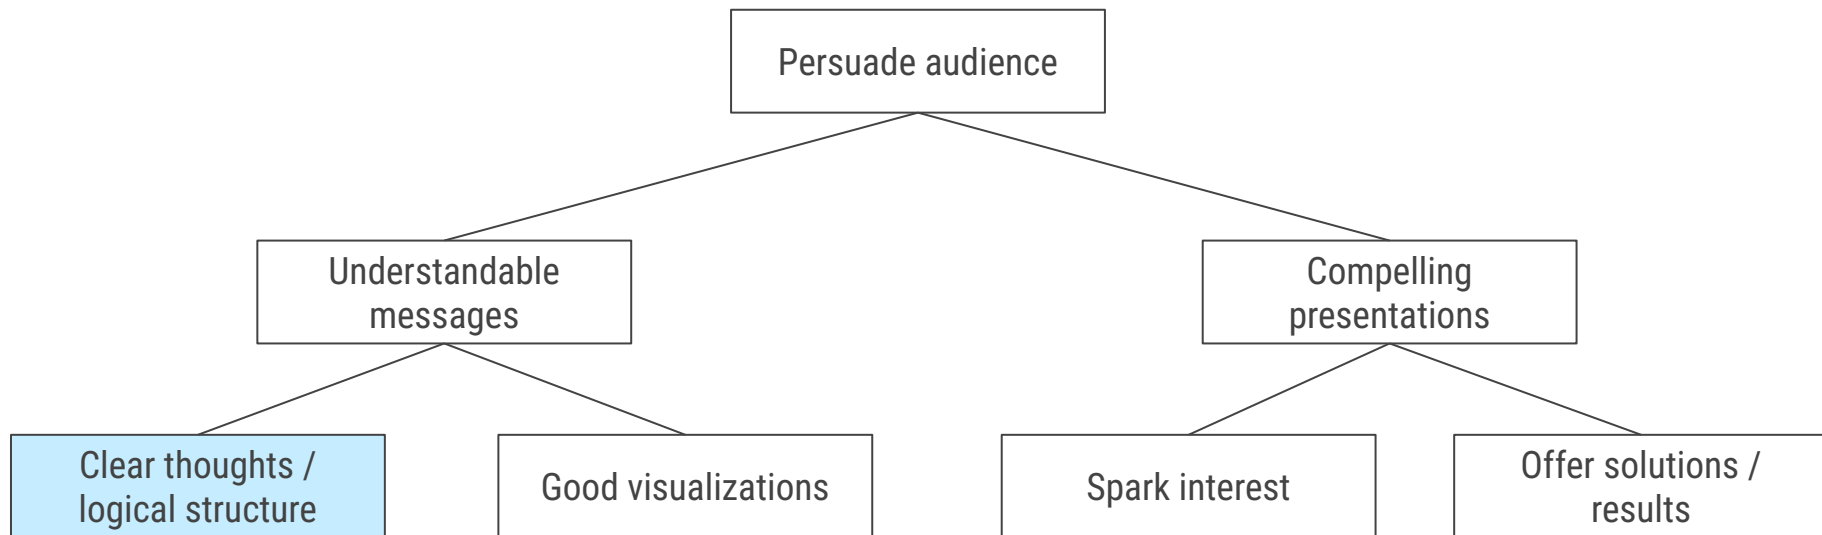 Persuade audience
Understandable
messages
Compelling
presentations
Clear thoughts /
logical structure
Good visualizations
Spark interest
Offer solutions /
results